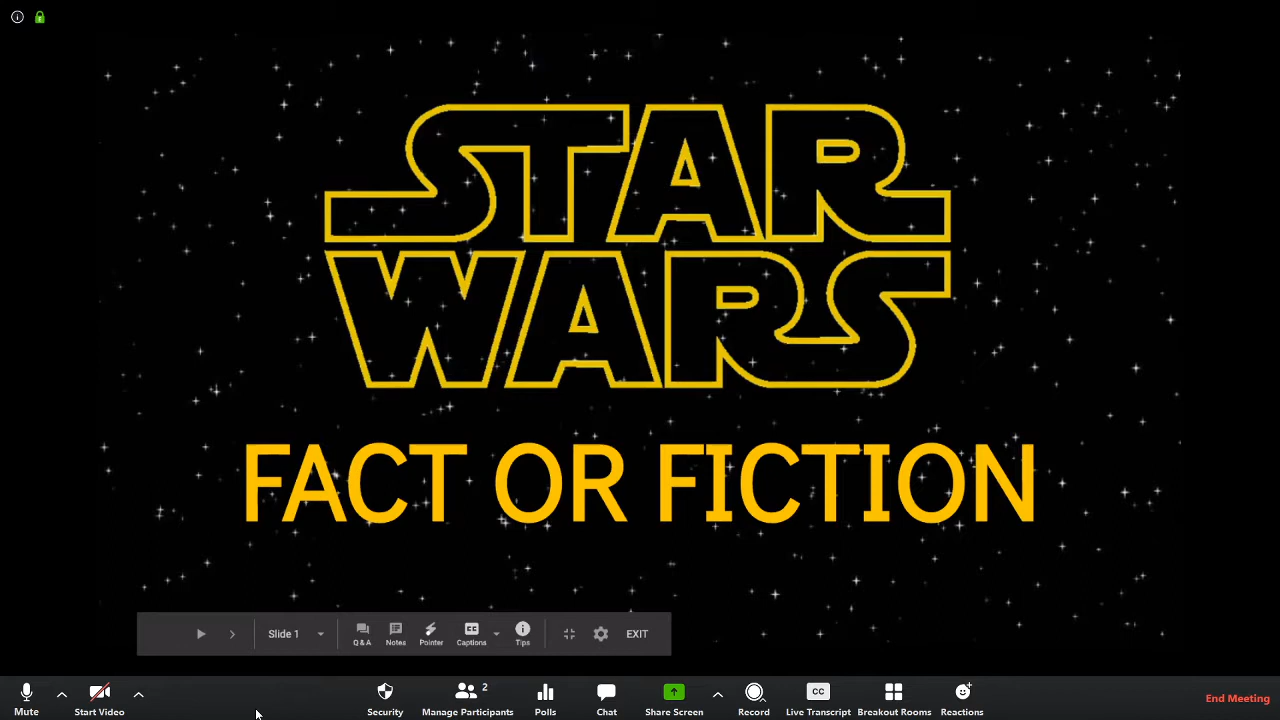 STAR
WARS
FACT OR FICTION
Slide 1
Q&A
Notes
Pointer
CC
Captions
Tips
EXIT
Mute
Start Video
Security
2
Manage Participants
Polls
Chat
Share Screen
Record
CC
Live Transcript
Breakout Rooms
Reactions
End Meeting